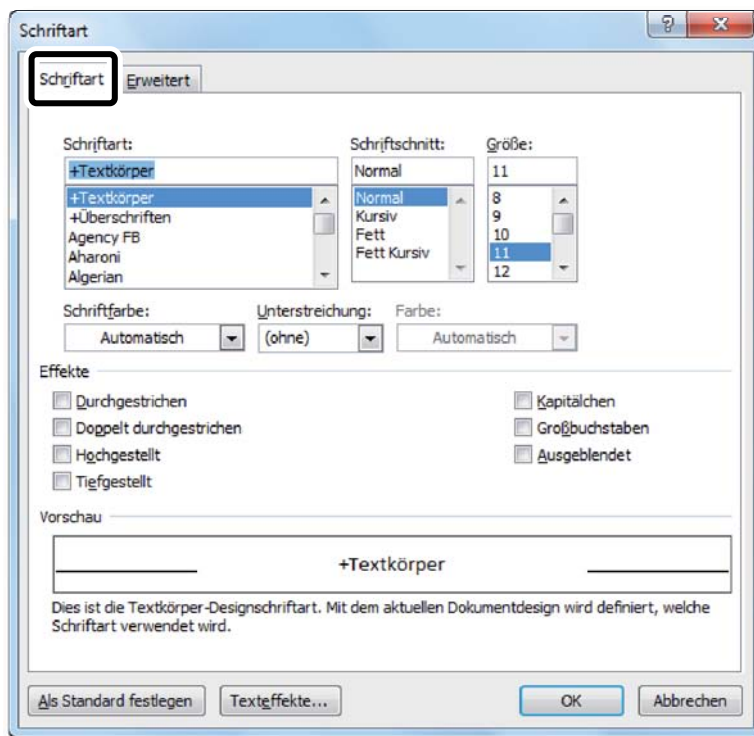 Schriftart
Schriftart Erweitert
Schriftart: Schriftschnitt: Größe:
+Textkörper Normal 11
+Textkörper Normal 8
+Überschriften Kursiv 9
Agency FB Fett 10
Aharoni Fett Kursiv 11
Algerian 12
Schriftfarbe: Unterstreichung: Farbe:
Automatisch (ohne) Automatisch
Effekte
Durchgestrichen Kapitälchen
Doppelt durchgestrichen Großbuchstaben
Hochgestellt Ausgeblendet
Tiefgestellt
Vorschau
+Textkörper
Dies ist die Textkörper-Designschriftart. Mit dem aktuellen Dokumentdesign wird definiert, welche
Schriftart verwendet wird.
Als Standard festlegen Texteffekte... OK Abbrechen